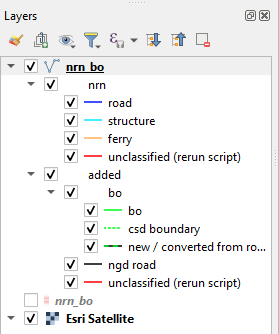 Layers
nrn_bo
nrn
road
structure
ferry
unclassified (rerun script)
added
bo
bo
csd boundary
new / converted from ro...
ngd road
unclassified (rerun script)
nrn_bo
Esri Satellite